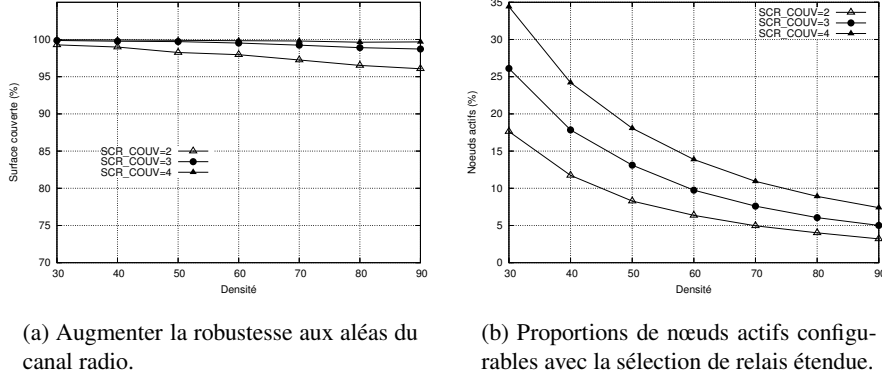 100
95
90
85
80
75
70
30 40 50 60 70 80 90
Surface couverte (%)
Densité
SCR_COUV=2
SCR_COUV=3
SCR_COUV=4
(a) Augmenter la robustesse aux aléas du
canal radio.
35
30
25
20
15
10
5
0
30 40 50 60 70 80 90
Noeuds actifs (%)
Densité
SCR_COUV=2
SCR_COUV=3
SCR_COUV=4
(b) Proportions de nœuds actifs configu-
rables avec la sélection de relais étendue.